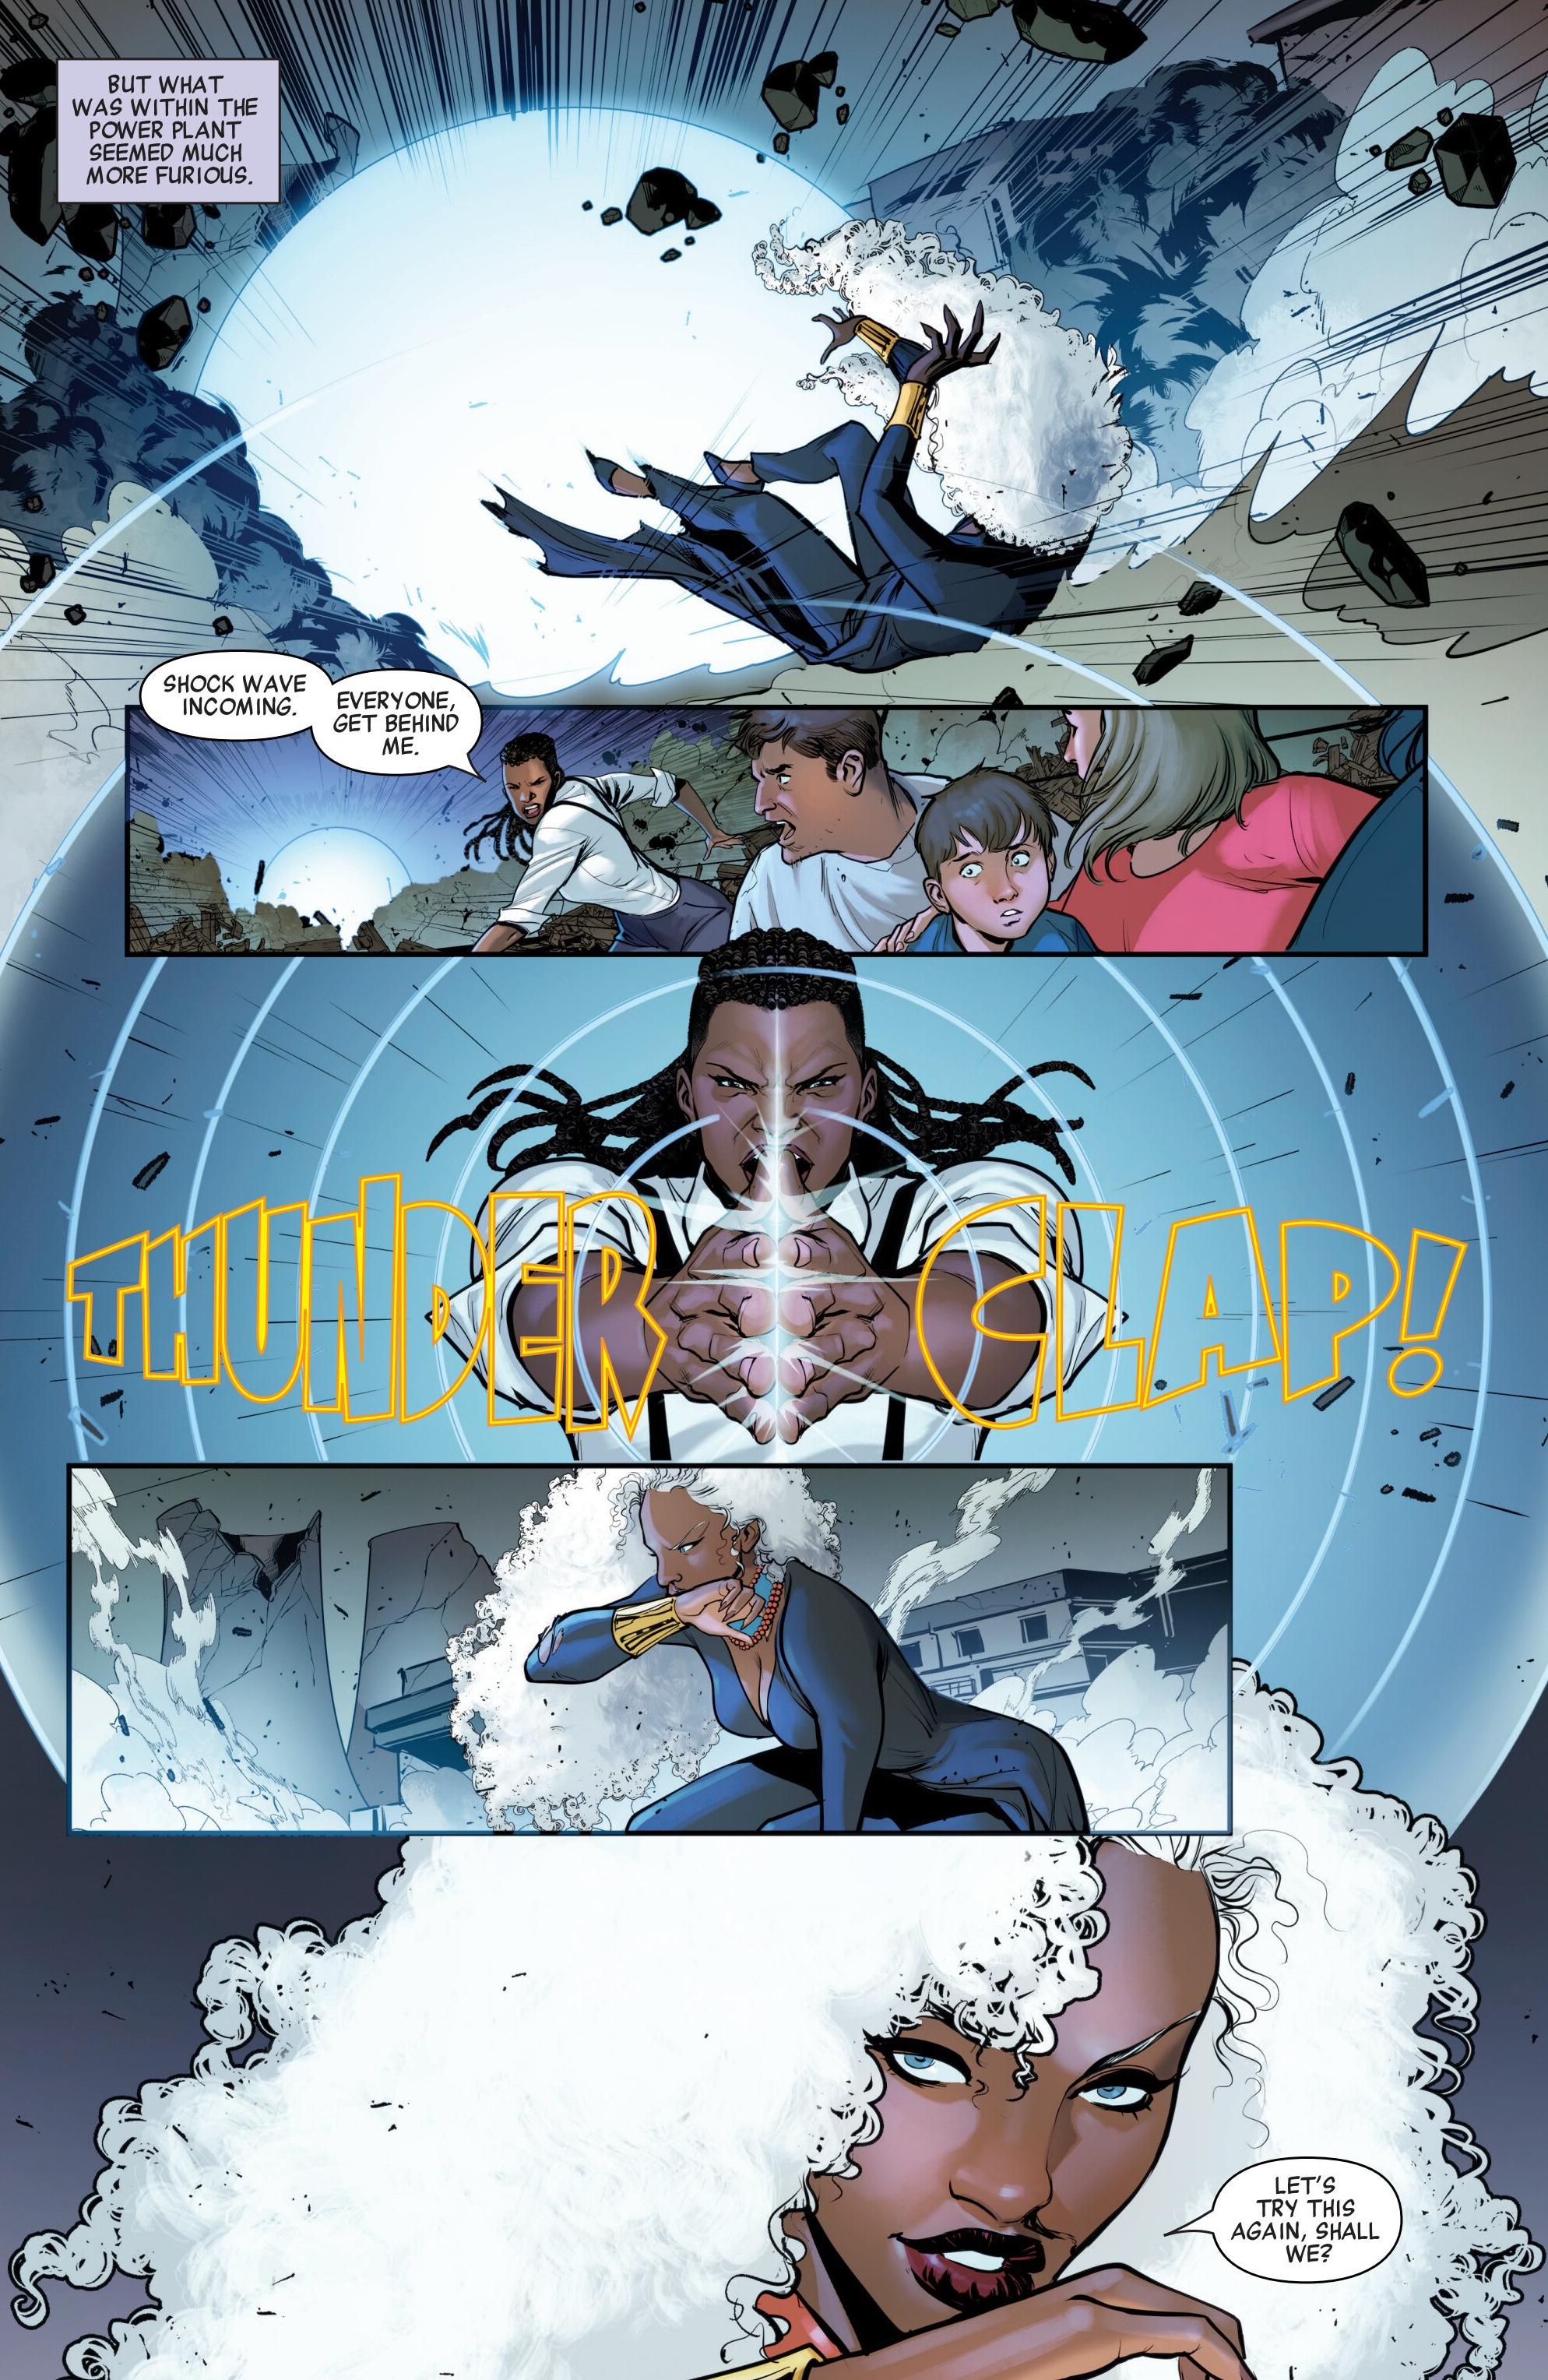 BUT WHAT
WAS WITHIN THE
POWER PLANT
SEEMED MUCH
MORE FURIOUS.
SHOCK WAVE
INCOMING.
EVERYONE,
GET BEHIND
ME.
THUNDER CLAP!
LET'S
TRY THIS
AGAIN, SHALL
WE?